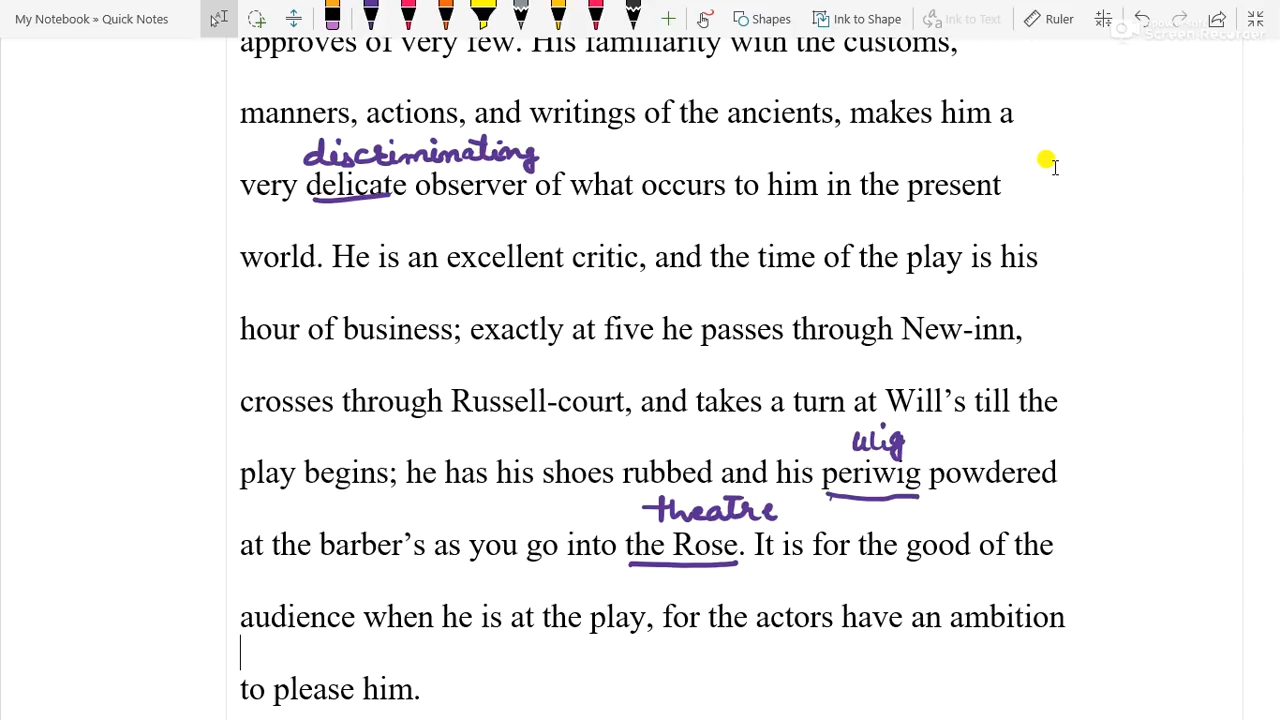 My Notebook » Quick Notes
Shapes
Ink to Shape
Ink to Text
Ruler
Screen Recorder
approves of very few. His familiarity with the customs,
manners, actions, and writings of the ancients, makes him a
discriminating
very delicate observer of what occurs to him in the present
world. He is an excellent critic, and the time of the play is his
hour of business; exactly at five he passes through New-inn,
crosses through Russell-court, and takes a turn at Will’s till the
wig
play begins; he has his shoes rubbed and his periwig powdered
theatre
at the barber’s as you go into the Rose. It is for the good of the
audience when he is at the play, for the actors have an ambition
to please him.